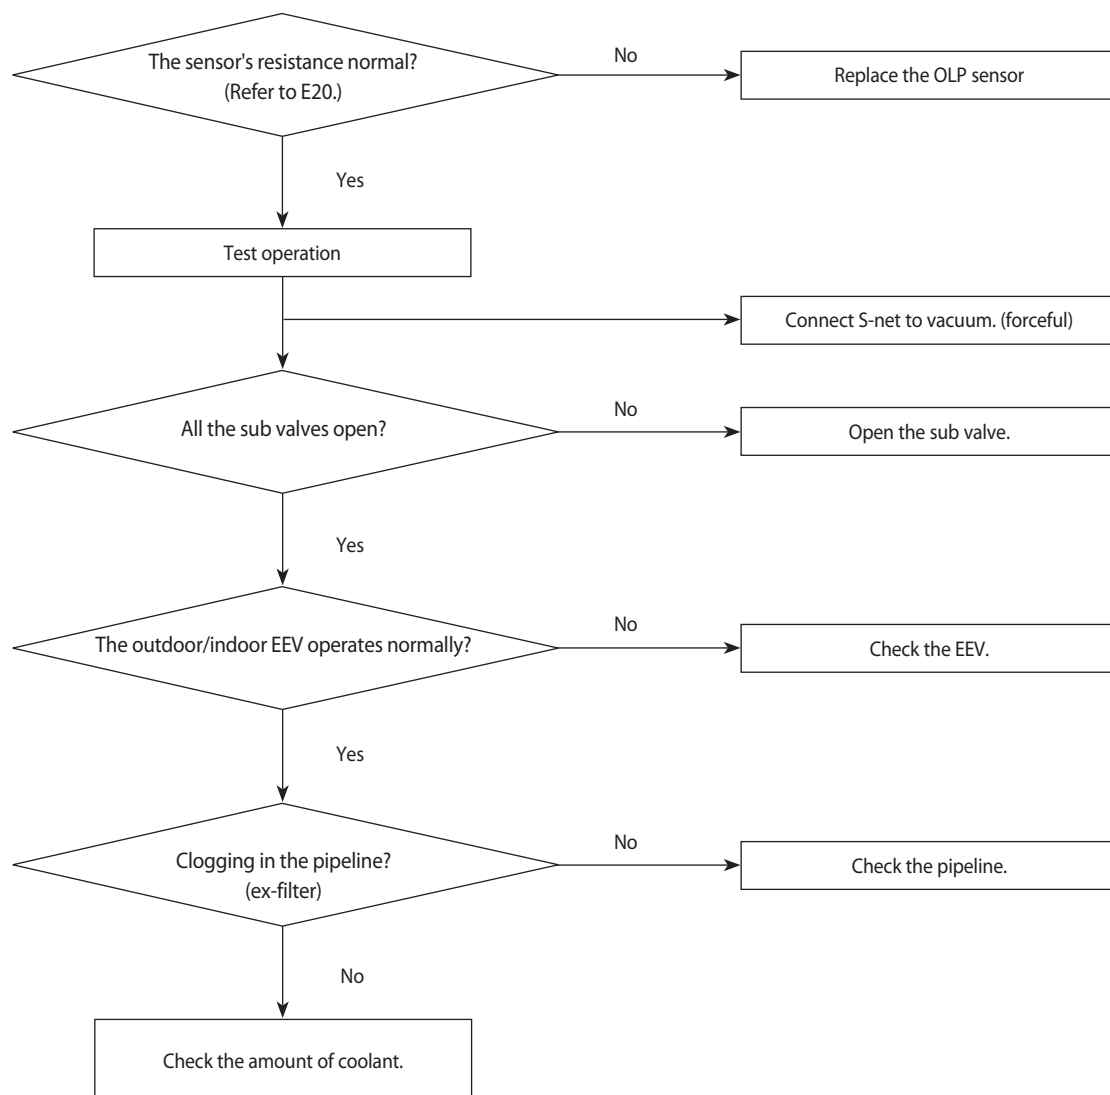 The sensor's resistance normal?
(Refer to E20.)
No
Replace the OLP sensor
Yes
Test operation
Connect S-net to vacuum. (forceful)
All the sub valves open?
No
Open the sub valve.
Yes
The outdoor/indoor EEV operates normally?
No
Check the EEV.
Yes
Clogging in the pipeline?
(ex-filter)
No
Check the pipeline.
No
Check the amount of coolant.